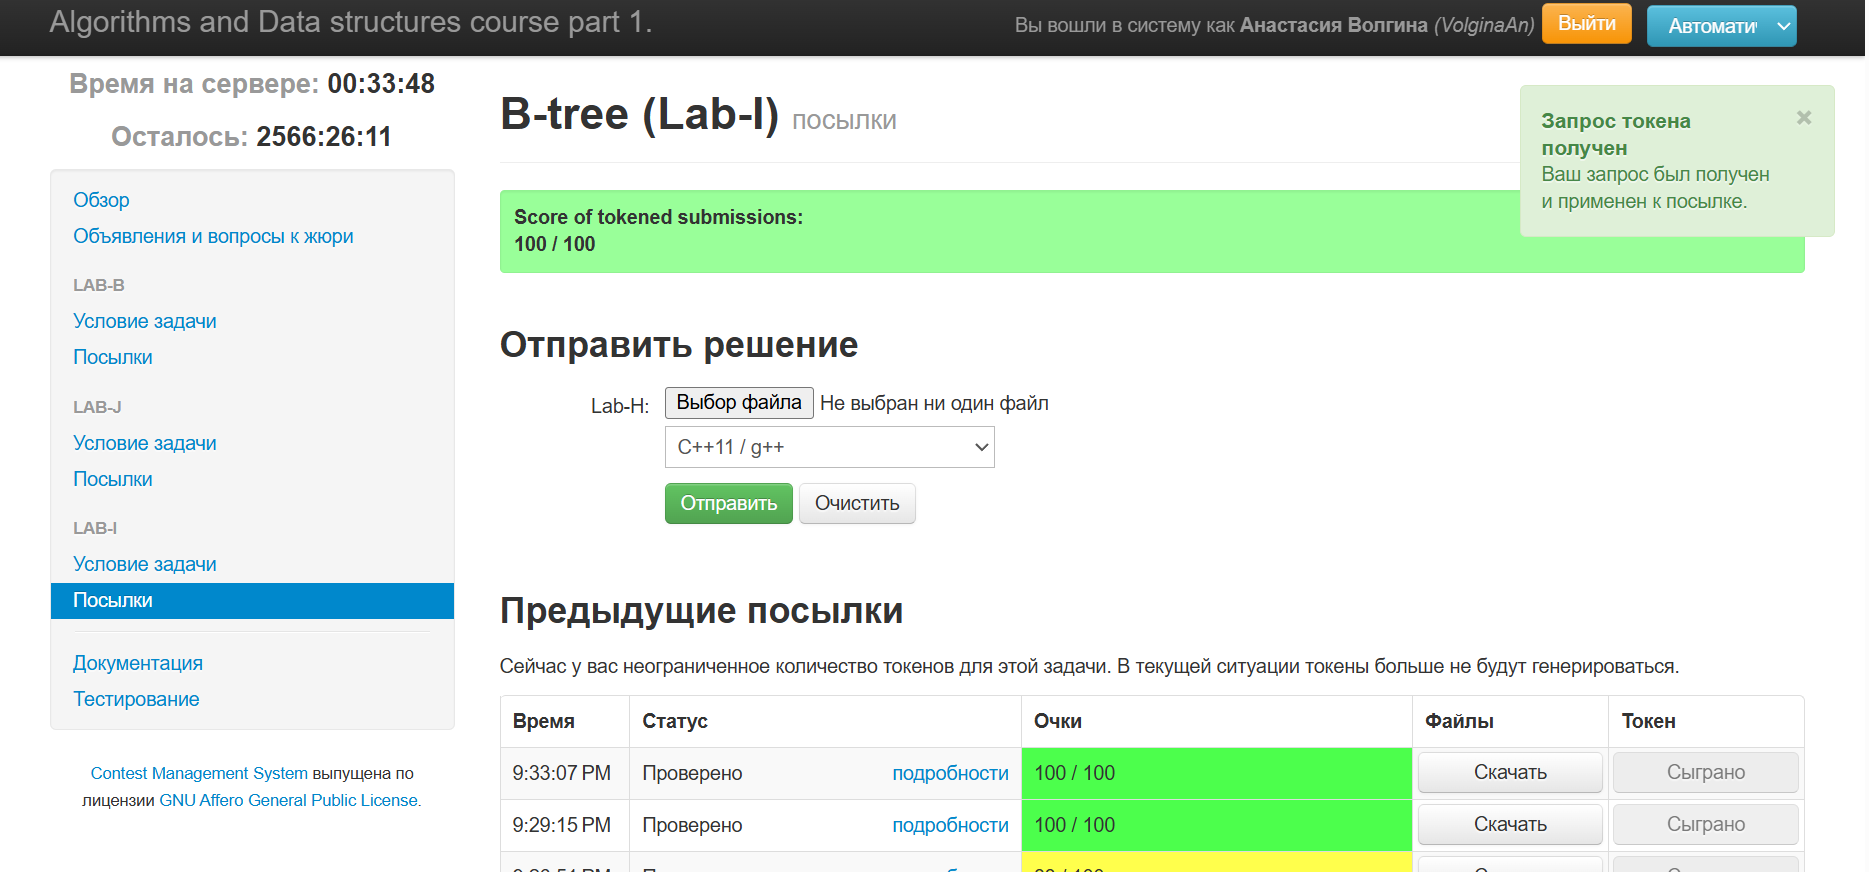 Algorithms and Data structures course part 1.
Вы вошли в систему как Анастасия Волгина (VolginaAn)
Выйти
Автомати
Время на сервере: 00:33:48
Осталось: 2566:26:11
Обзор
Объявления и вопросы к жюри
LAB-B
Условие задачи
Посылки
LAB-J
Условие задачи
Посылки
LAB-I
Условие задачи
Посылки
Документация
Тестирование
Contest Management System выпущена по
лицензии GNU Affero General Public License.
B-tree (Lab-I) посылки
Запрос токена
получен
Ваш запрос был получен
и применен к посылке.
×
Score of tokened submissions:
100 / 100
Отправить решение
Lab-H: Выбор файла Не выбран ни один файл
C++11 / g++
Отправить Очистить
Предыдущие посылки
Сейчас у вас неограниченное количество токенов для этой задачи. В текущей ситуации токены больше не будут генерироваться.
Время Статус Очки Файлы Токен
9:33:07 PM Проверено подробности 100 / 100 Скачать Сыграно
9:29:15 PM Проверено подробности 100 / 100 Скачать Сыграно